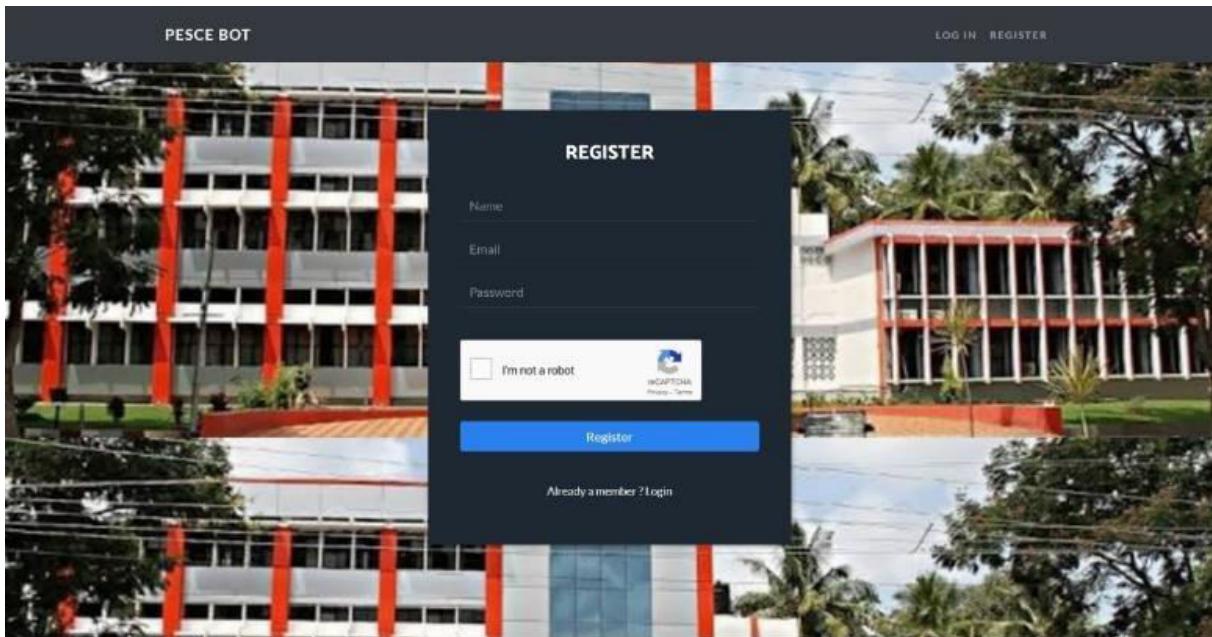 PESCE BOT
LOG IN REGISTER
REGISTER
Name
Email
Password
I'm not a robot
reCAPTCHA
Privacy - Terms
Register
Already a member ? Login